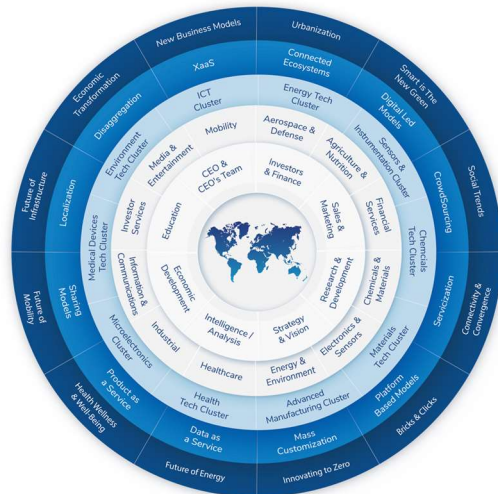 New Business Models
Urbanization
Smart is The
New Green
Social Trends
Connectivity &
Convergence
Bricks & Clicks
Innovating to Zero
Future of Energy
Health Wellness
& Well-Being
Future of
Mobility
Future of
Infrastructure
Economic
Transformation
XaaS
Connected
Ecosystems
Digital Led
Models
CrowdSourcing
Servicization
Platform
Based Models
Mass
Customization
Data as
a Service
Product as
a Service
Sharing
Models
Localization
Disaggregation
ICT
Cluster
Energy Tech
Cluster
Sensors &
Instrumentation Cluster
Chemcials
Tech Cluster
Materials
Tech Cluster
Advanced
Manufacturing Cluster
Health
Tech Cluster
Microelectronics
Cluster
Medical Devices
Tech Cluster
Environment
Tech Cluster
Mobility
Aerospace &
Defense
Agriculture &
Nutrition
Financial
Services
Chemicals &
Materials
Electronics &
Sensors
Energy &
Environment
Healthcare
Industrial
Information &
Communications
Investor
Services
Media &
Entertainment
CEO &
CEO's Team
Investors
& Finance
Sales &
Marketing
Research &
Development
Strategy
& Vision
Intelligence /
Analysis
Economic
Development
Education